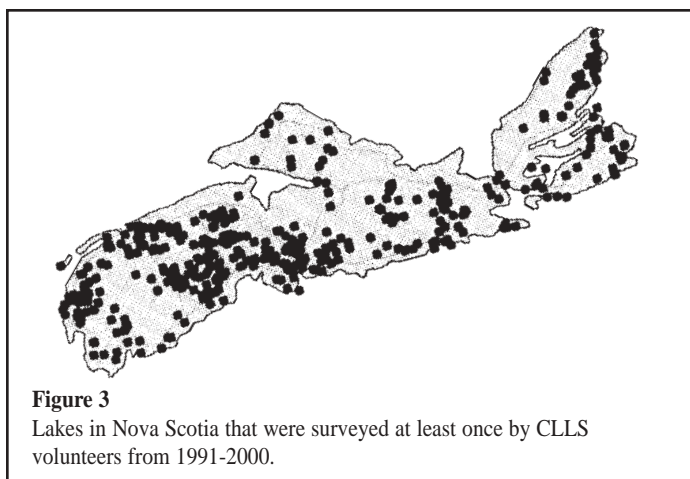 Figure 3
Lakes in Nova Scotia that were surveyed at least once by CLLS
volunteers from 1991-2000.